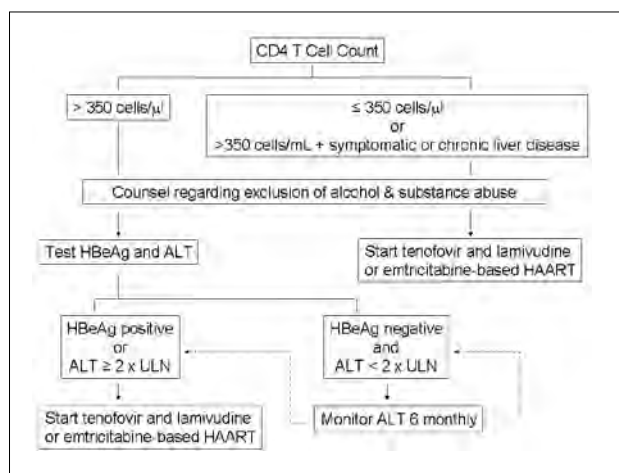 CD4 T Cell Count
> 350 cells/µl
≤ 350 cells/µl
or
>350 cells/mL + symptomatic or chronic liver disease
Counsel regarding exclusion of alcohol & substance abuse
Test HBeAg and ALT
Start tenofovir and lamivudine
or emtricitabine-based HAART
HBeAg positive
or
ALT ≥ 2 x ULN
HBeAg negative
and
ALT < 2 x ULN
Start tenofovir and lamivudine
or emtricitabine-based HAART
Monitor ALT 6 monthly